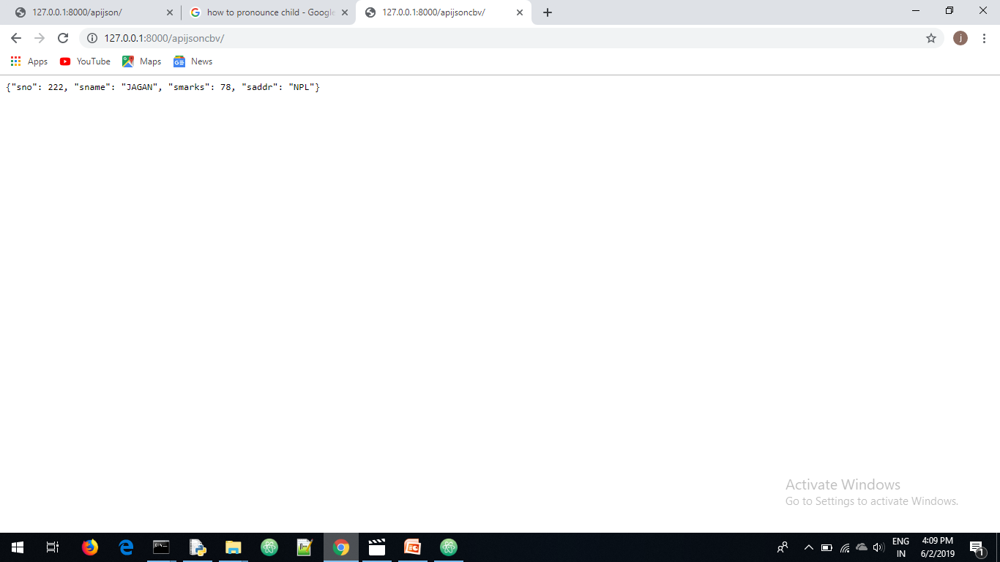 127.0.0.1:8000/apijson/
how to pronounce child - Google
127.0.0.1:8000/apijsoncbv/
127.0.0.1:8000/apijsoncbv/
j
Apps YouTube Maps News
{"sno": 222, "sname": "JAGAN", "smarks": 78, "saddr": "NPL"}
Activate Windows
Go to Settings to activate Windows.
ENG
IN
4:09 PM
6/2/2019
1